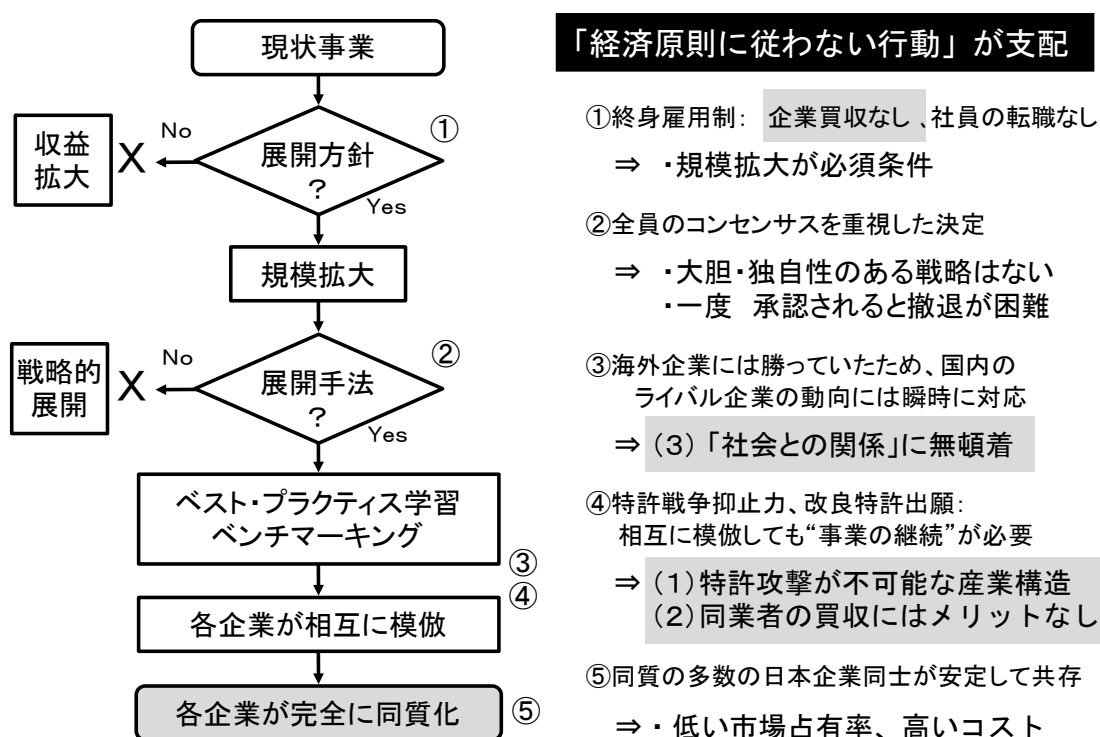 現状事業
①
No
収益
拡大
X
展開方針
?
Yes
規模拡大
②
No
戦略的
展開
X
展開手法
?
Yes
ベスト・プラクティス学習
ベンチマーキング
③
④
各企業が相互に模倣
各企業が完全に同質化
⑤
「経済原則に従わない行動」が支配
①終身雇用制: 企業買収なし、社員の転職なし
⇒ ・規模拡大が必須条件
②全員のコンセンサスを重視した決定
⇒ ・大胆・独自性のある戦略はない
・一度 承認されると撤退が困難
③海外企業には勝っていたため、国内の
ライバル企業の動向には瞬時に対応
⇒ (3)「社会との関係」に無頓着
④特許戦争抑止力、改良特許出願:
相互に模倣しても“事業の継続”が必要
⇒ (1)特許攻撃が不可能な産業構造
(2)同業者の買収にはメリットなし
⑤同質の多数の日本企業同士が安定して共存
⇒・低い市場占有率、高いコスト